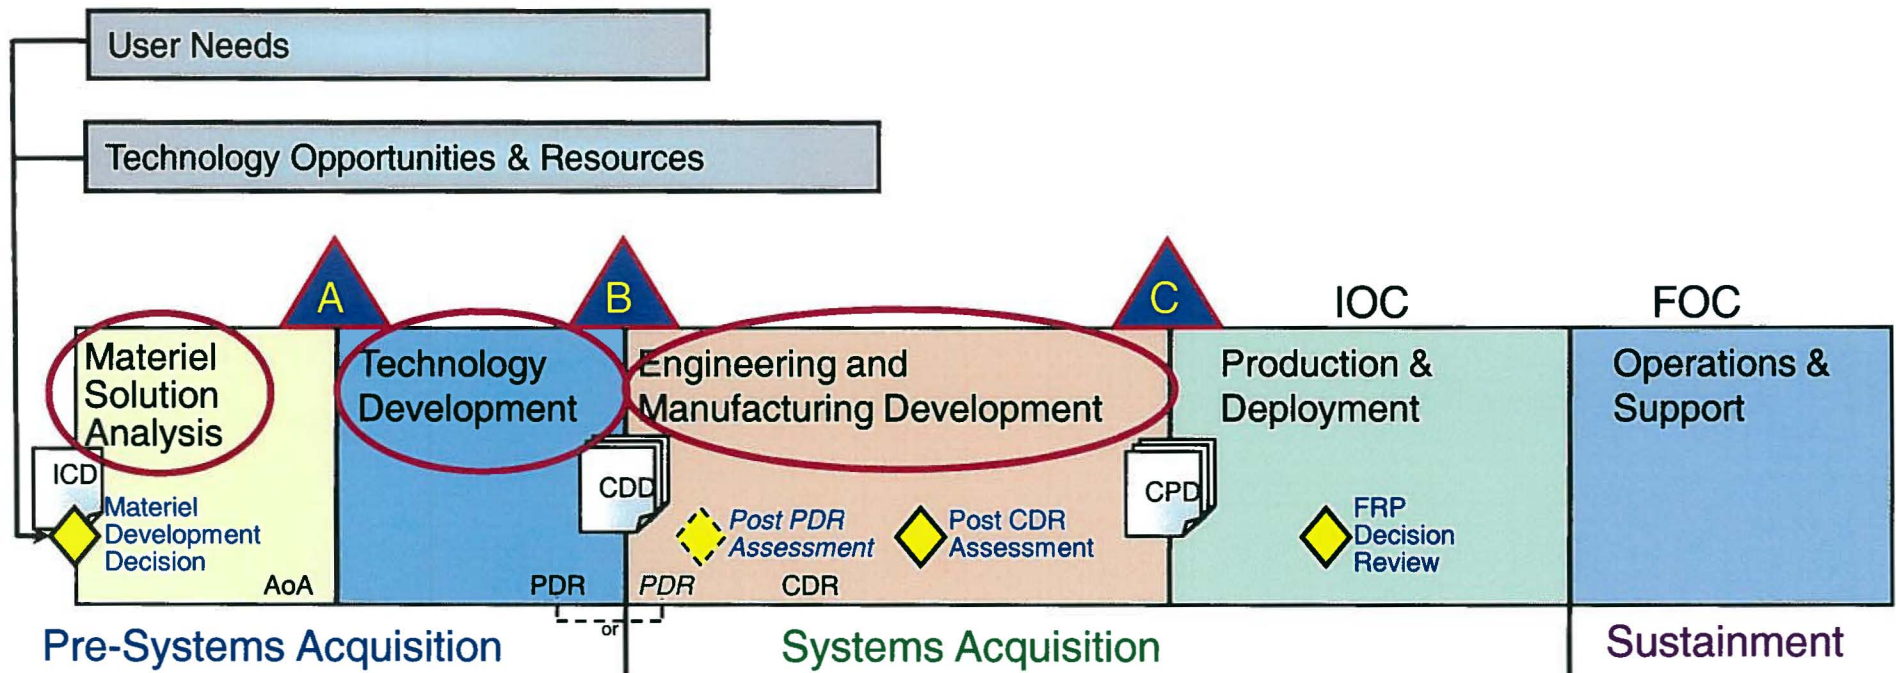 User Needs
Technology Opportunities & Resources
A
B
C
IOC
FOC
Materiel
Solution
Analysis
Technology
Development
Engineering and
Manufacturing Development
Production &
Deployment
Operations &
Support
ICD
CDD
CPD
Materiel
Development
Decision
Post PDR
Assessment
Post CDR
Assessment
FRP
Decision
Review
AoA
PDR
PDR
CDR
or
Pre-Systems Acquisition
Systems Acquisition
Sustainment